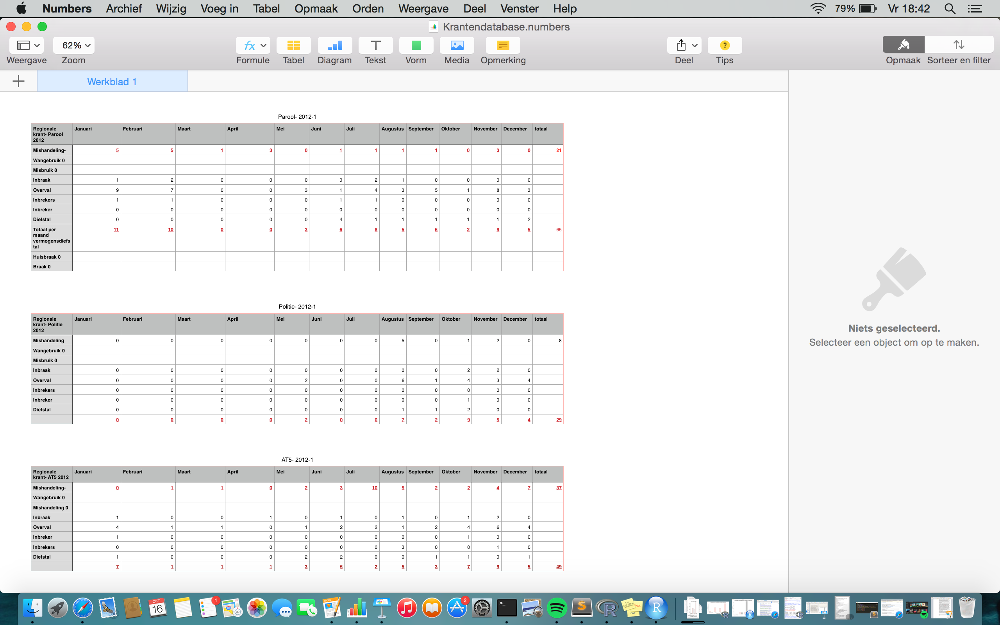 Numbers Archief Wijzig Voeg in Tabel Opmaak Orden Weergave Deel Venster Help 79% Vr 18:42
Krantendatabase.numbers
62%
Weergave Zoom Formule Tabel Diagram Tekst Vorm Media Opmerking Deel Tips Opmaak Sorteer en filter
Werkblad 1
Parool- 2012-1
Regionale krant- Parool 2012 Januari Februari Maart April Mei Juni Juli Augustus September Oktober November December totaal
Mishandeling- 5 5 1 3 0 1 1 1 1 0 3 0 21
Wangebruik 0
Misbruik 0
Inbraak 1 2 0 0 0 0 2 1 0 0 0 0
Overval 9 7 0 0 3 1 4 3 5 1 8 3
Inbrekers 1 1 0 0 0 1 1 0 0 0 0 0
Inbreker 0 0 0 0 0 0 0 0 0 0 0 0
Diefstal 0 0 0 0 0 4 1 1 1 1 1 2
Totaal per maand vermogensdiefs tal 11 10 0 0 3 6 8 5 6 2 9 5 65
Huisbraak 0
Braak 0
Politie- 2012-1
Regionale krant- Politie 2012 Januari Februari Maart April Mei Juni Juli Augustus September Oktober November December totaal
Mishandeling 0 0 0 0 0 0 0 5 0 1 2 0 8
Wangebruik 0
Misbruik 0
Inbraak 0 0 0 0 0 0 0 0 0 2 2 0
Overval 0 0 0 0 2 0 0 6 1 4 3 4
Inbrekers 0 0 0 0 0 0 0 0 0 0 0 0
Inbreker 0 0 0 0 0 0 0 0 0 1 0 0
Diefstal 0 0 0 0 0 0 0 1 1 2 0 0
0 0 0 0 2 0 0 7 2 9 5 4 29
AT5- 2012-1
Regionale krant- AT5 2012 Januari Februari Maart April Mei Juni Juli Augustus September Oktober November December totaal
Mishandeling- 0 1 1 0 2 3 10 5 2 2 4 7 37
Wangebruik 0
Mishandeling 0
Inbraak 1 0 0 1 0 1 0 1 0 1 2 0
Overval 4 1 1 0 1 2 2 1 2 4 6 4
Inbreker 1 0 0 0 0 0 0 0 0 1 0 0
Inbrekers 0 0 0 0 0 0 0 3 0 0 1 0
Diefstal 1 0 0 0 2 2 0 0 1 1 0 1
7 1 1 1 3 5 2 5 3 7 9 5 49
Niets geselecteerd.
Selecteer een object om op te maken.
OKT
16
1
2